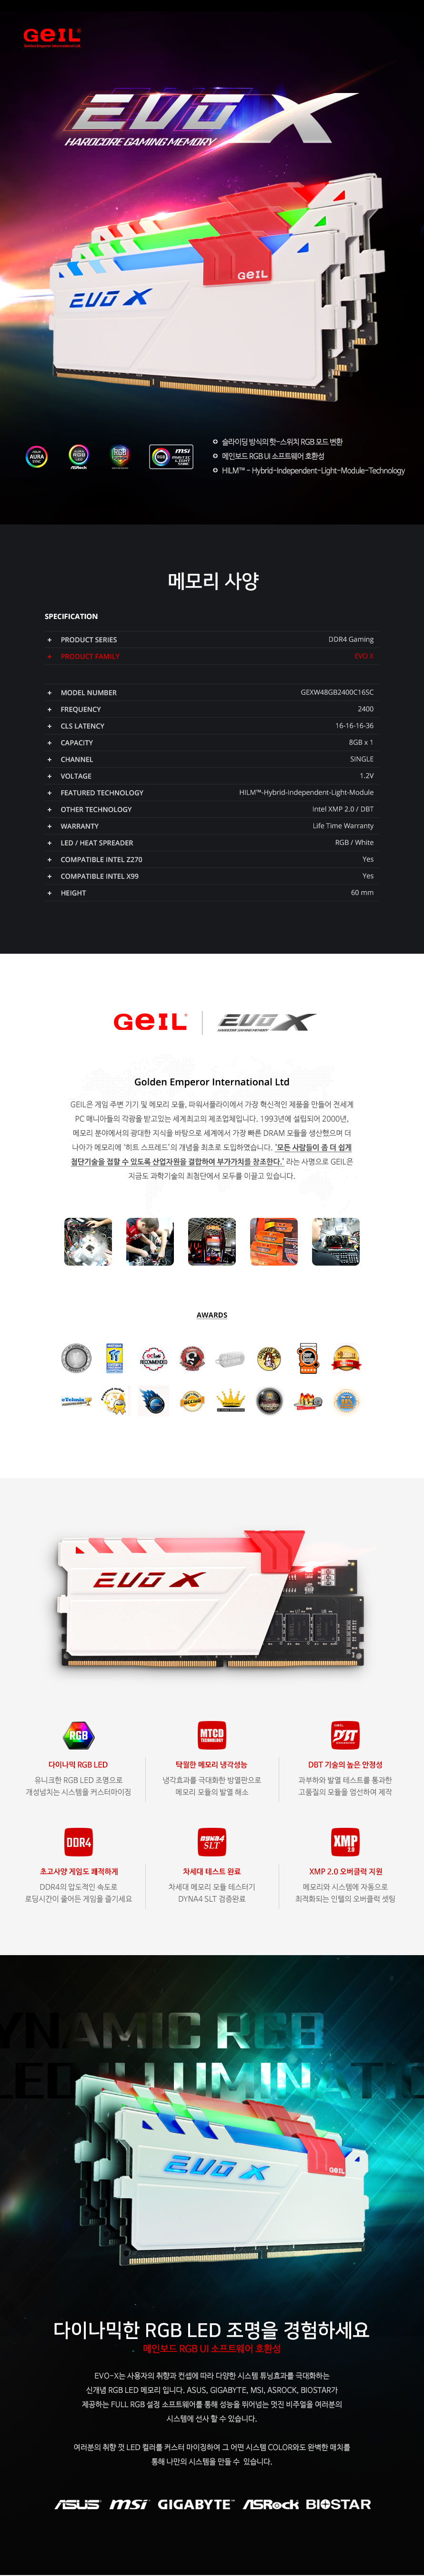 GEIL
Golden Emperor International Ltd.
EVO X
HARDCORE GAMING MEMORY
EVO X
GEIL
슬라이딩 방식의 핫-스위치 RGB 모드 변환
메인보드 RGB UI 소프트웨어 호환성
HILM™ - Hybrid-Independent-Light-Module-Technology
AURA
RGB
ASRock
RGB
RGB
msi
MYSTIC LIGHT SYNC
메모리 사양
SPECIFICATION
+ PRODUCT SERIES DDR4 Gaming
+ PRODUCT FAMILY EVO X
+ MODEL NUMBER GEXW48GB2400C16SC
+ FREQUENCY 2400
+ CLS LATENCY 16-16-16-36
+ CAPACITY 8GB x 1
+ CHANNEL SINGLE
+ VOLTAGE 1.2V
+ FEATURED TECHNOLOGY HILM™-Hybrid-Independent-Light-Module
+ OTHER TECHNOLOGY Intel XMP 2.0 / DBT
+ WARRANTY Life Time Warranty
+ LED / HEAT SPREADER RGB / White
+ COMPATIBLE INTEL Z270 Yes
+ COMPATIBLE INTEL X99 Yes
+ HEIGHT 60 mm
GEIL
EVO X
HARDCORE GAMING MEMORY
Golden Emperor International Ltd
GEIL은 게임 주변 기기 및 메모리 모듈, 파워서플라이에서 가장 혁신적인 제품을 만들어 전세계
PC 매니아들의 각광을 받고있는 세계최고의 제조업체입니다. 1993년에 설립되어 2000년,
메모리 분야에서의 광대한 지식을 바탕으로 세계에서 가장 빠른 DRAM 모듈을 생산했으며 더
나아가 메모리에 '히트 스프레드'의 개념을 최초로 도입하였습니다. '모든 사람들이 좀 더 쉽게
첨단기술을 접할 수 있도록 산업자원을 결합하여 부가가치를 창조한다.' 라는 사명으로 GEIL은
지금도 과학기술의 최첨단에서 모두를 이끌고 있습니다.
AWARDS
RECOMMENDED
eTeknix
EVO X
RGB
다이나믹 RGB LED
유니크한 RGB LED 조명으로
개성넘치는 시스템을 커스터마이징
MTCD
TECHNOLOGY
탁월한 메모리 냉각성능
냉각효과를 극대화한 방열판으로
메모리 모듈의 발열 해소
DBT 기술의 높은 안정성
과부하와 발열 테스트를 통과한
고품질의 모듈을 엄선하여 제작
DDR4
초고사양 게임도 쾌적하게
DDR4의 압도적인 속도로
로딩시간이 줄어든 게임을 즐기세요
DYNA4
SLT
차세대 테스트 완료
차세대 메모리 모듈 테스터기
DYNA4 SLT 검증완료
XMP
2.0
XMP 2.0 오버클럭 지원
메모리와 시스템에 자동으로
최적화되는 인텔의 오버클럭 셋팅
YNAMIC RGB
LED ILLUMINATIO
EVO X
GEIL
다이나믹한 RGB LED 조명을 경험하세요
메인보드 RGB UI 소프트웨어 호환성
EVO-X는 사용자의 취향과 컨셉에 따라 다양한 시스템 튜닝효과를 극대화하는
신개념 RGB LED 메모리 입니다. ASUS, GIGABYTE, MSI, ASROCK, BIOSTAR가
제공하는 FULL RGB 설정 소프트웨어를 통해 성능을 뛰어넘는 멋진 비주얼을 여러분의
시스템에 선사 할 수 있습니다.
여러분의 취향 껏 LED 컬러를 커스터 마이징하여 그 어떤 시스템 COLOR와도 완벽한 매치를
통해 나만의 시스템을 만들 수 있습니다.
ASUS msi GIGABYTE ASRock BIOSTAR